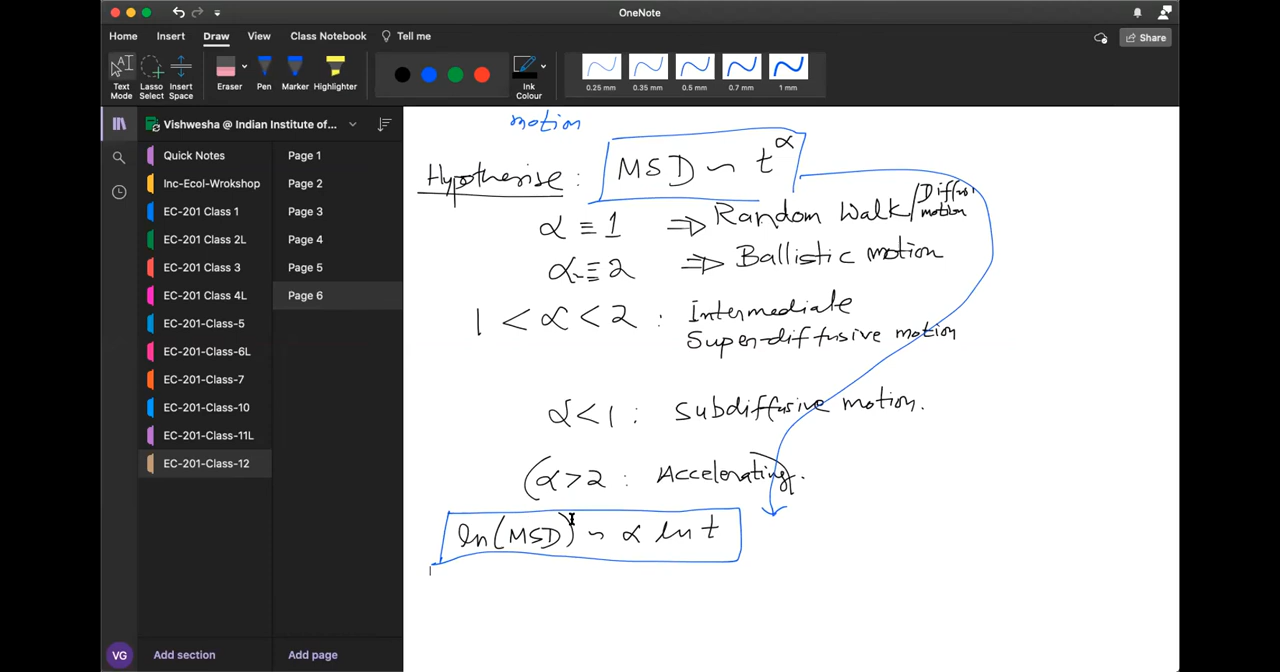 OneNote
Home Insert Draw View Class Notebook Tell me
Share
Text Mode
Lasso Select
Insert Space
Eraser
Pen
Marker
Highlighter
Ink Colour
0.25 mm 0.35 mm 0.5 mm 0.7 mm 1 mm
Vishwesha @ Indian Institute of...
Quick Notes
Inc-Ecol-Wrokshop
EC-201 Class 1
EC-201 Class 2L
EC-201 Class 3
EC-201 Class 4L
EC-201-Class-5
EC-201-Class-6L
EC-201-Class-7
EC-201-Class-10
EC-201-Class-11L
EC-201-Class-12
Page 1
Page 2
Page 3
Page 4
Page 5
Page 6
motion
Hypothesise : MSD ~ t^α
α ≡ 1 ⇒ Random Walk/ motion
α ≡ 2 ⇒ Ballistic motion
1 < α < 2 : Intermediate
Super-diffusive motion
α < 1 : Subdiffusive motion.
(α > 2 : Accelerating).
ln(MSD) ~ α ln t
VG
Add section
Add page